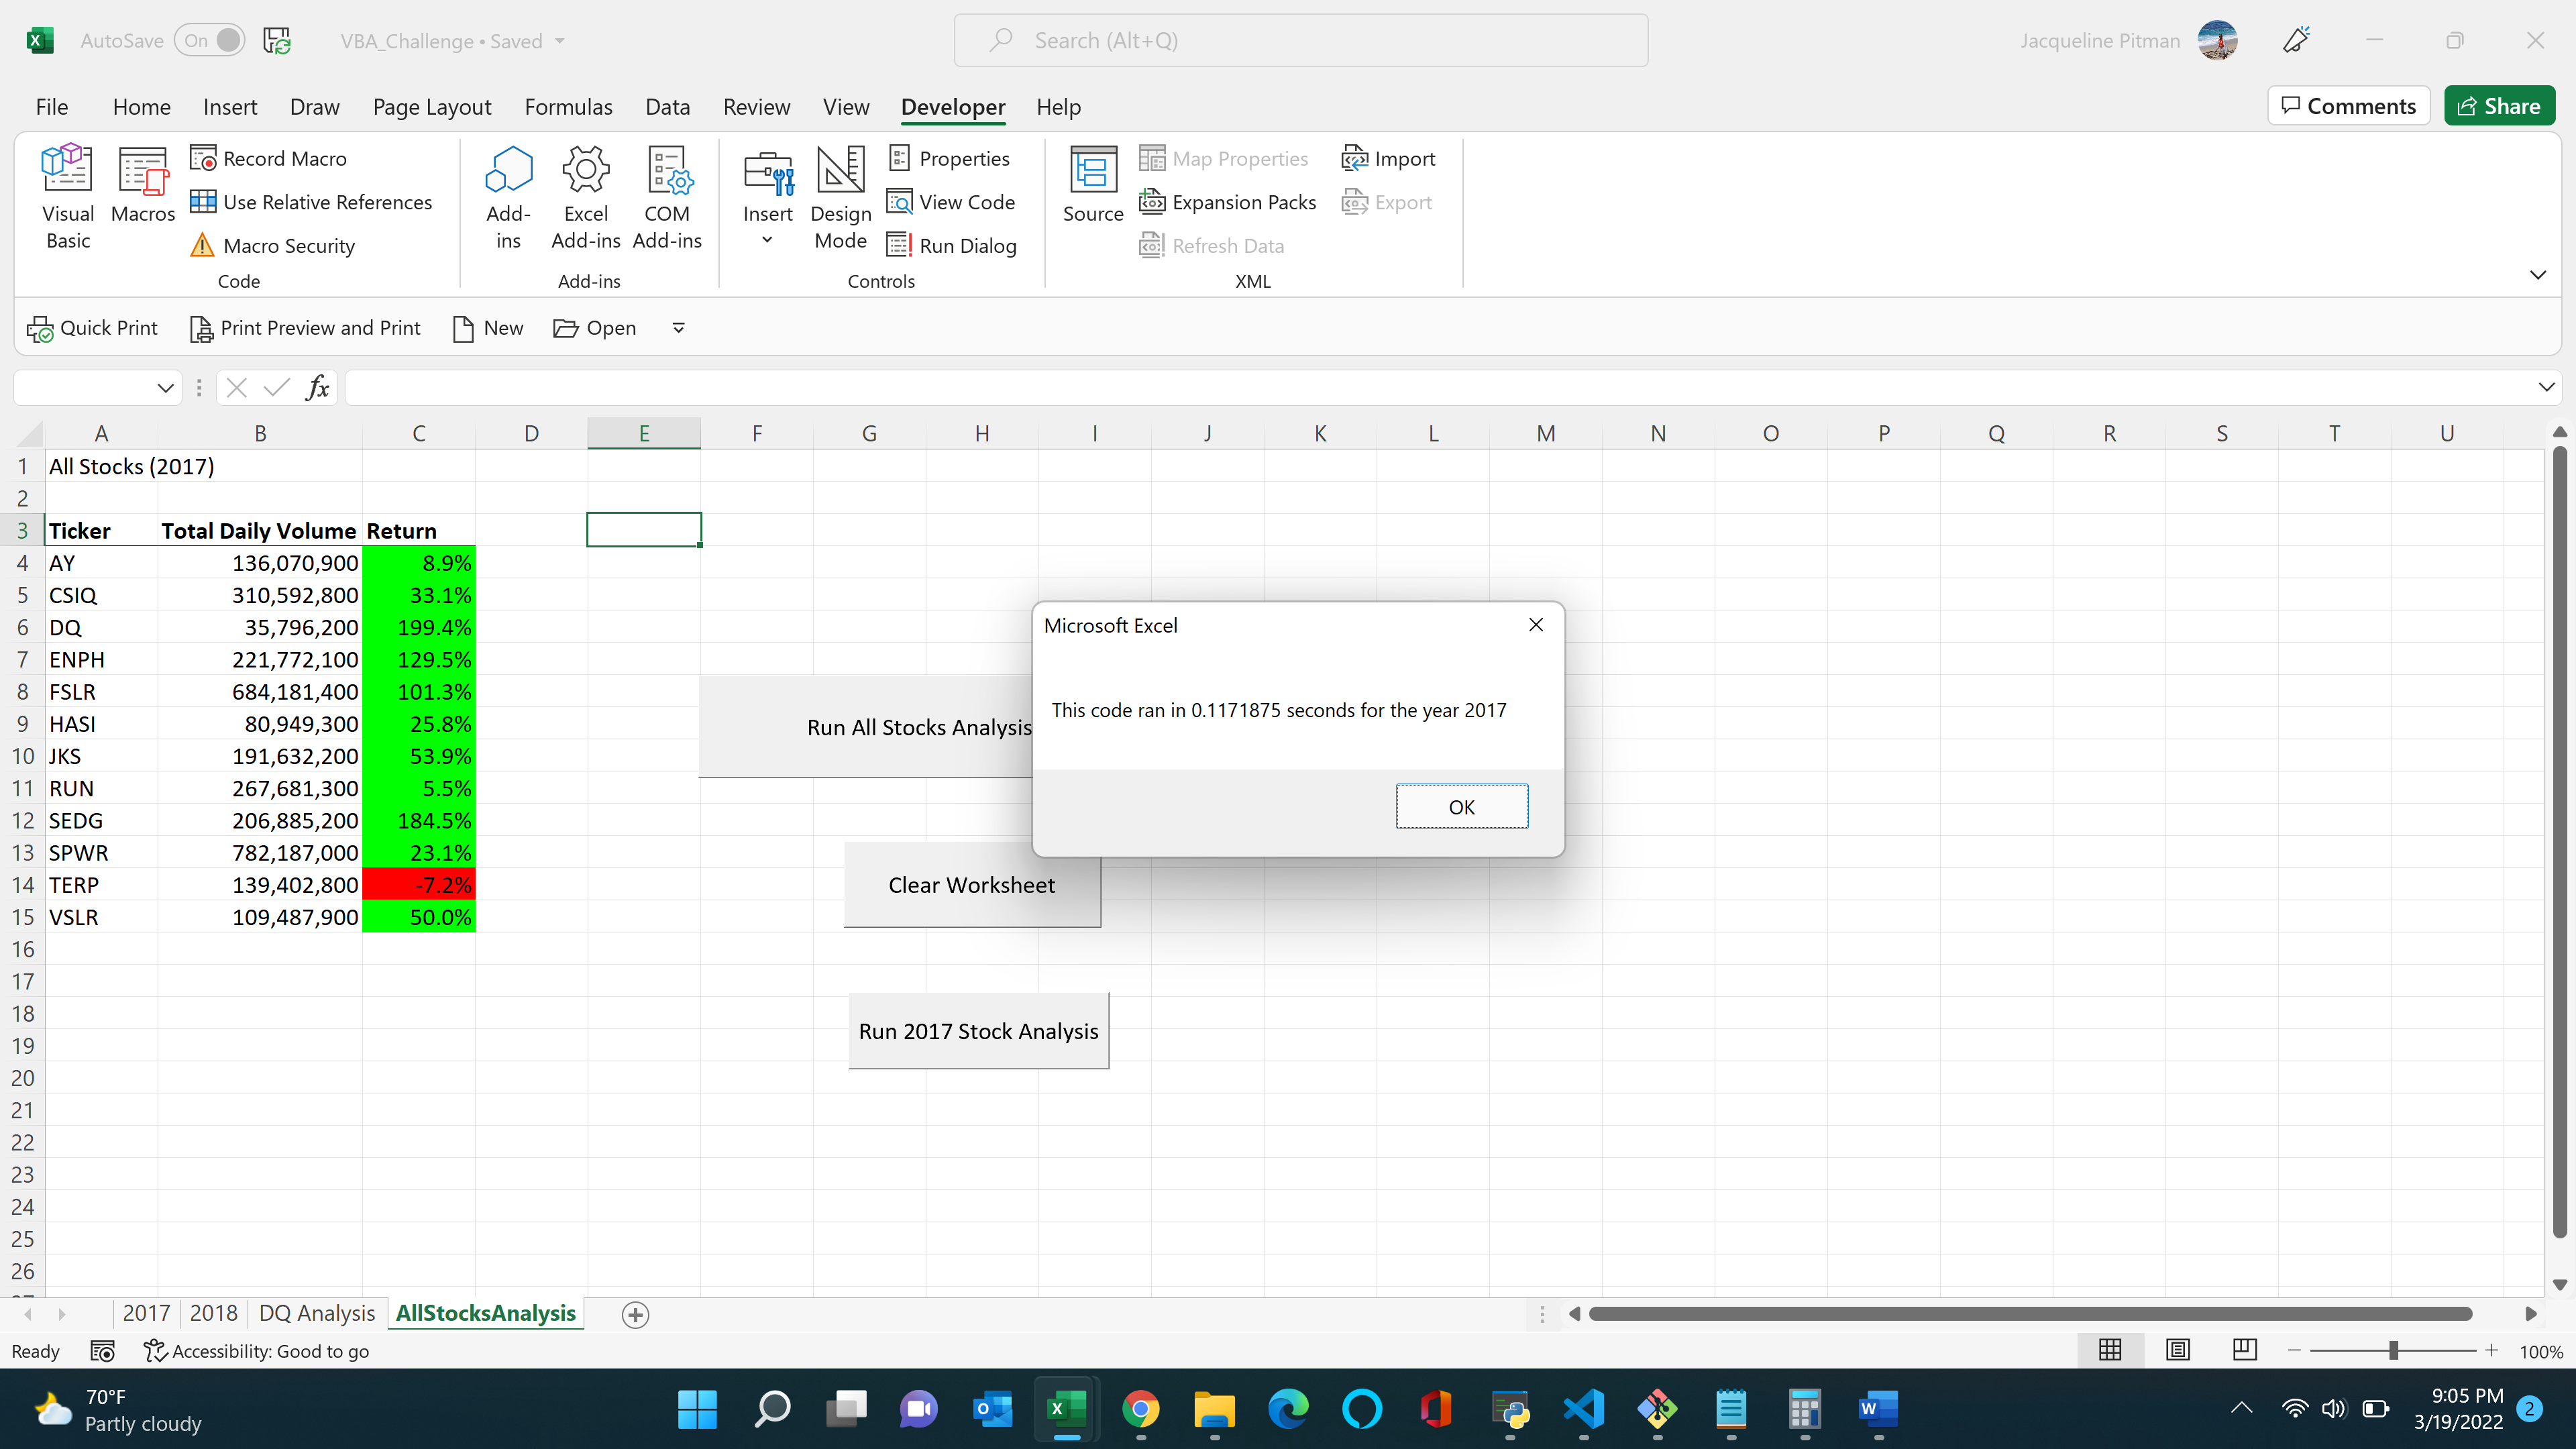 AutoSave On VBA_Challenge • Saved Search (Alt+Q) Jacqueline Pitman
File Home Insert Draw Page Layout Formulas Data Review View Developer Help Comments Share
Visual Basic
Macros
Record Macro
Use Relative References
Macro Security
Code
Add-ins
Excel Add-ins
COM Add-ins
Add-ins
Insert
Design Mode
Properties
View Code
Run Dialog
Controls
Source
Map Properties
Expansion Packs
Refresh Data
Import
Export
XML
Quick Print Print Preview and Print New Open
fx
A B C D E F G H I J K L M N O P Q R S T U
1 All Stocks (2017)
2
3 Ticker Total Daily Volume Return
4 AY 136,070,900 8.9%
5 CSIQ 310,592,800 33.1%
6 DQ 35,796,200 199.4%
7 ENPH 221,772,100 129.5%
8 FSLR 684,181,400 101.3%
9 HASI 80,949,300 25.8%
10 JKS 191,632,200 53.9%
11 RUN 267,681,300 5.5%
12 SEDG 206,885,200 184.5%
13 SPWR 782,187,000 23.1%
14 TERP 139,402,800 -7.2%
15 VSLR 109,487,900 50.0%
16
17
18
19
20
21
22
23
24
25
26
Run All Stocks Analysis
Clear Worksheet
Run 2017 Stock Analysis
Microsoft Excel
This code ran in 0.1171875 seconds for the year 2017
OK
2017 2018 DQ Analysis AllStocksAnalysis
Ready Accessibility: Good to go 100%
70°F
Partly cloudy
9:05 PM
3/19/2022
2